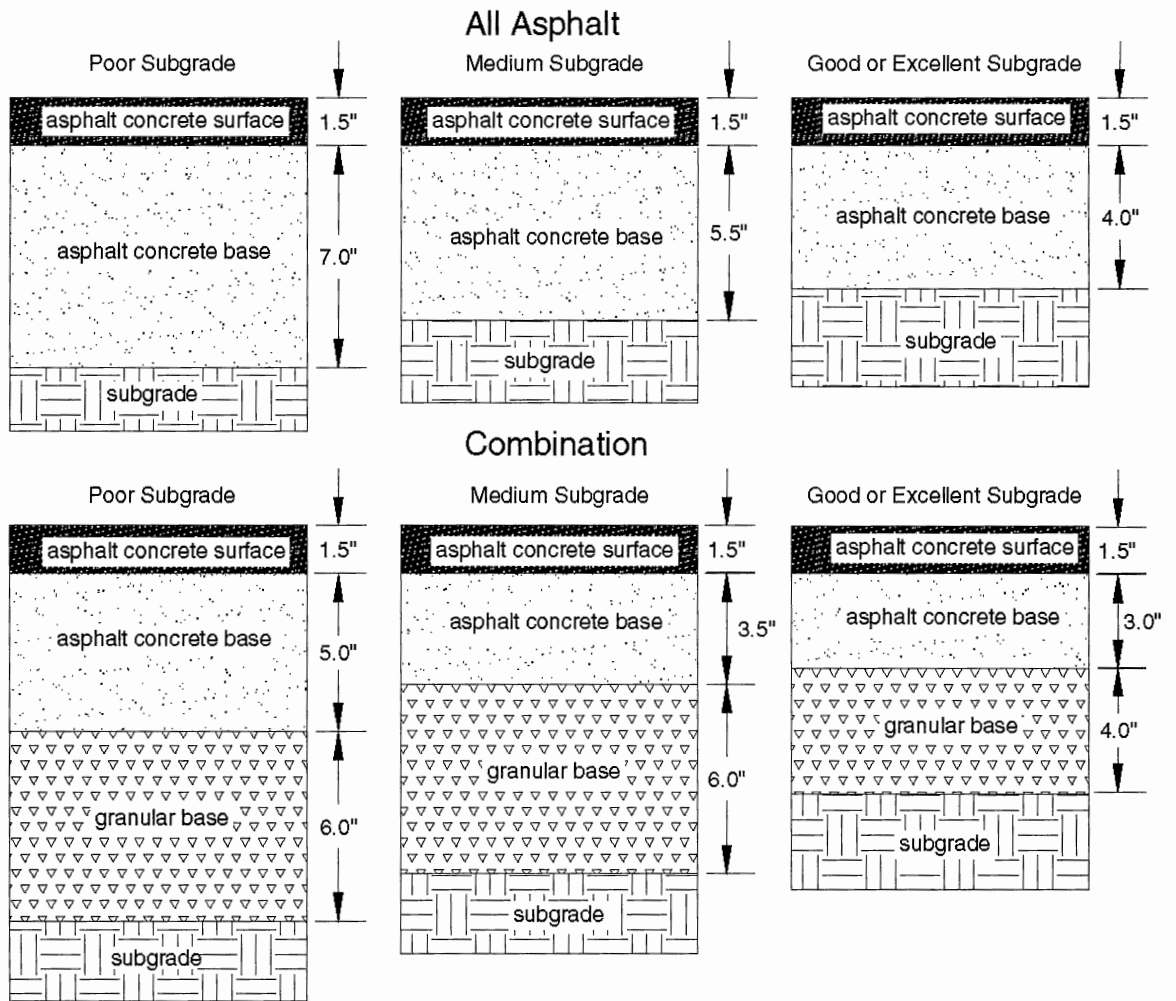 All Asphalt
Poor Subgrade
Medium Subgrade
Good or Excellent Subgrade
asphalt concrete surface
1.5"
asphalt concrete surface
1.5"
asphalt concrete surface
1.5"
asphalt concrete base
7.0"
asphalt concrete base
5.5"
asphalt concrete base
4.0"
subgrade
subgrade
subgrade
Combination
Poor Subgrade
Medium Subgrade
Good or Excellent Subgrade
asphalt concrete surface
1.5"
asphalt concrete surface
1.5"
asphalt concrete surface
1.5"
asphalt concrete base
5.0"
asphalt concrete base
3.5"
asphalt concrete base
3.0"
granular base
6.0"
granular base
6.0"
granular base
4.0"
subgrade
subgrade
subgrade